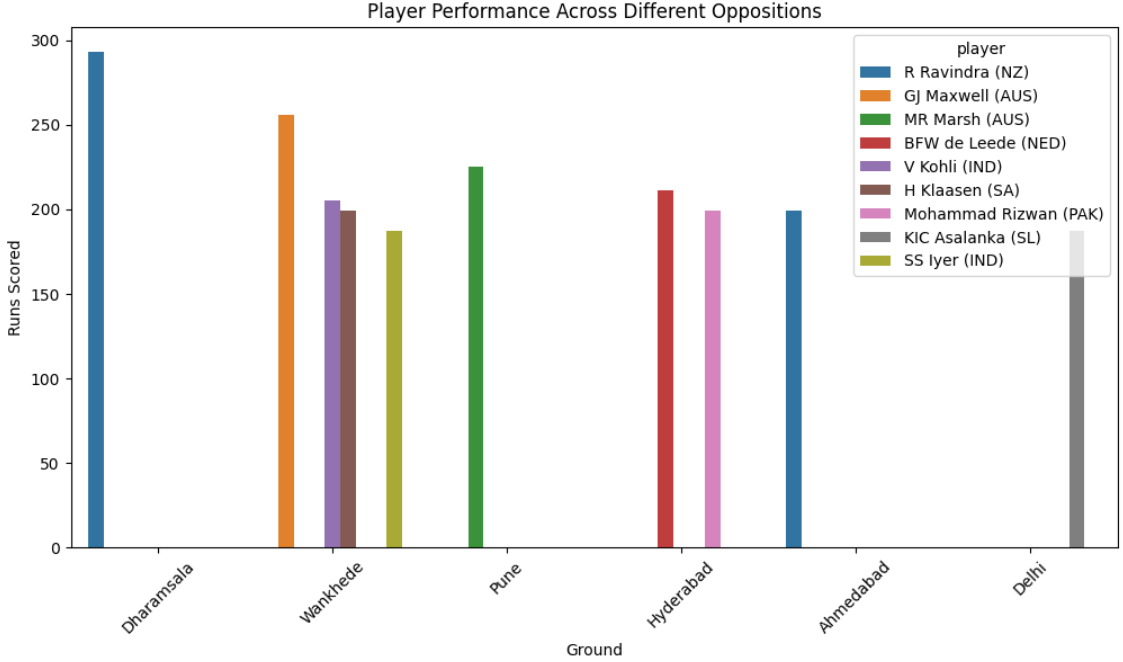 Player Performance Across Different Oppositions
300
250
200
150
100
50
0
Runs Scored
player
R Ravindra (NZ)
GJ Maxwell (AUS)
MR Marsh (AUS)
BFW de Leede (NED)
V Kohli (IND)
H Klaasen (SA)
Mohammad Rizwan (PAK)
KIC Asalanka (SL)
SS Iyer (IND)
Dharamsala
Wankhede
Pune
Hyderabad
Ahmedabad
Delhi
Ground